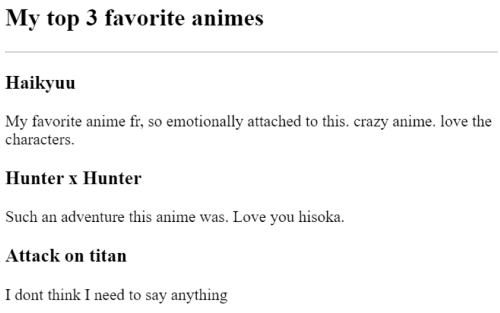 My top 3 favorite animes
Haikyuu
My favorite anime fr, so emotionally attached to this. crazy anime. love the
characters.
Hunter x Hunter
Such an adventure this anime was. Love you hisoka.
Attack on titan
I dont think I need to say anything